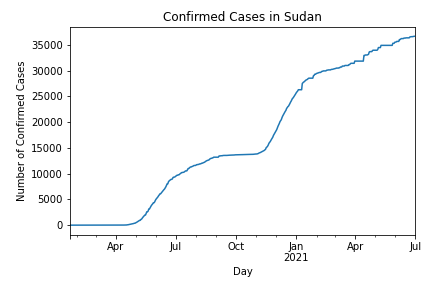 Confirmed Cases in Sudan
Number of Confirmed Cases
35000
30000
25000
20000
15000
10000
5000
0
Apr
Jul
Oct
Jan
2021
Apr
Jul
Day